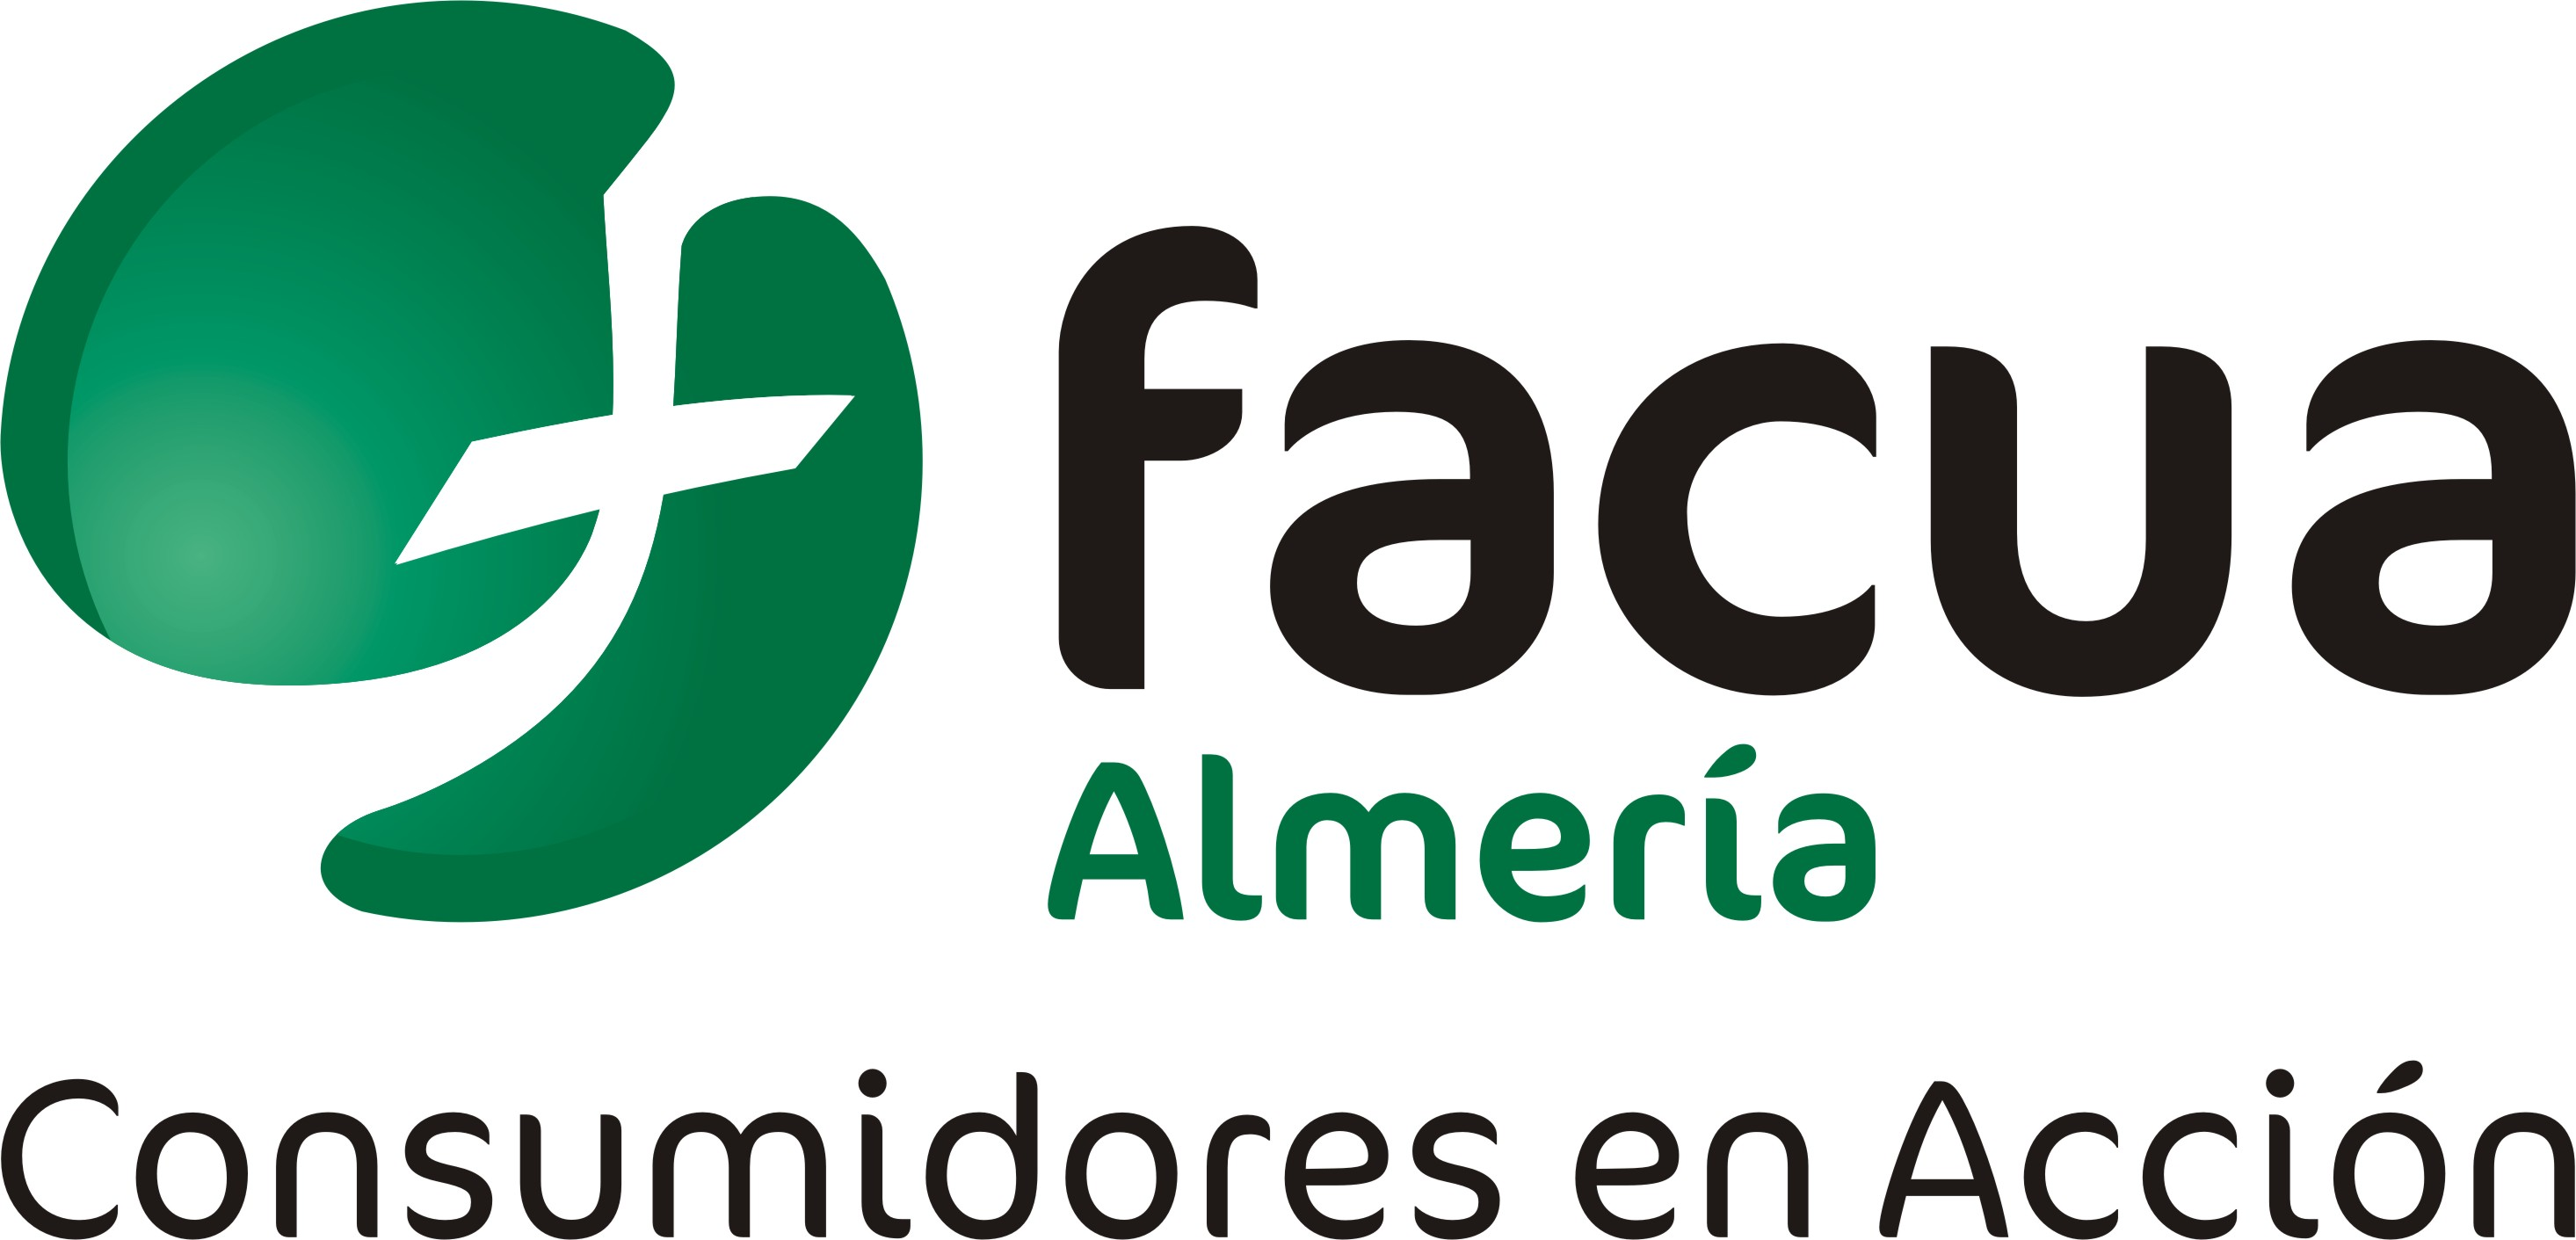 facua
Almería
Consumidores en Acción